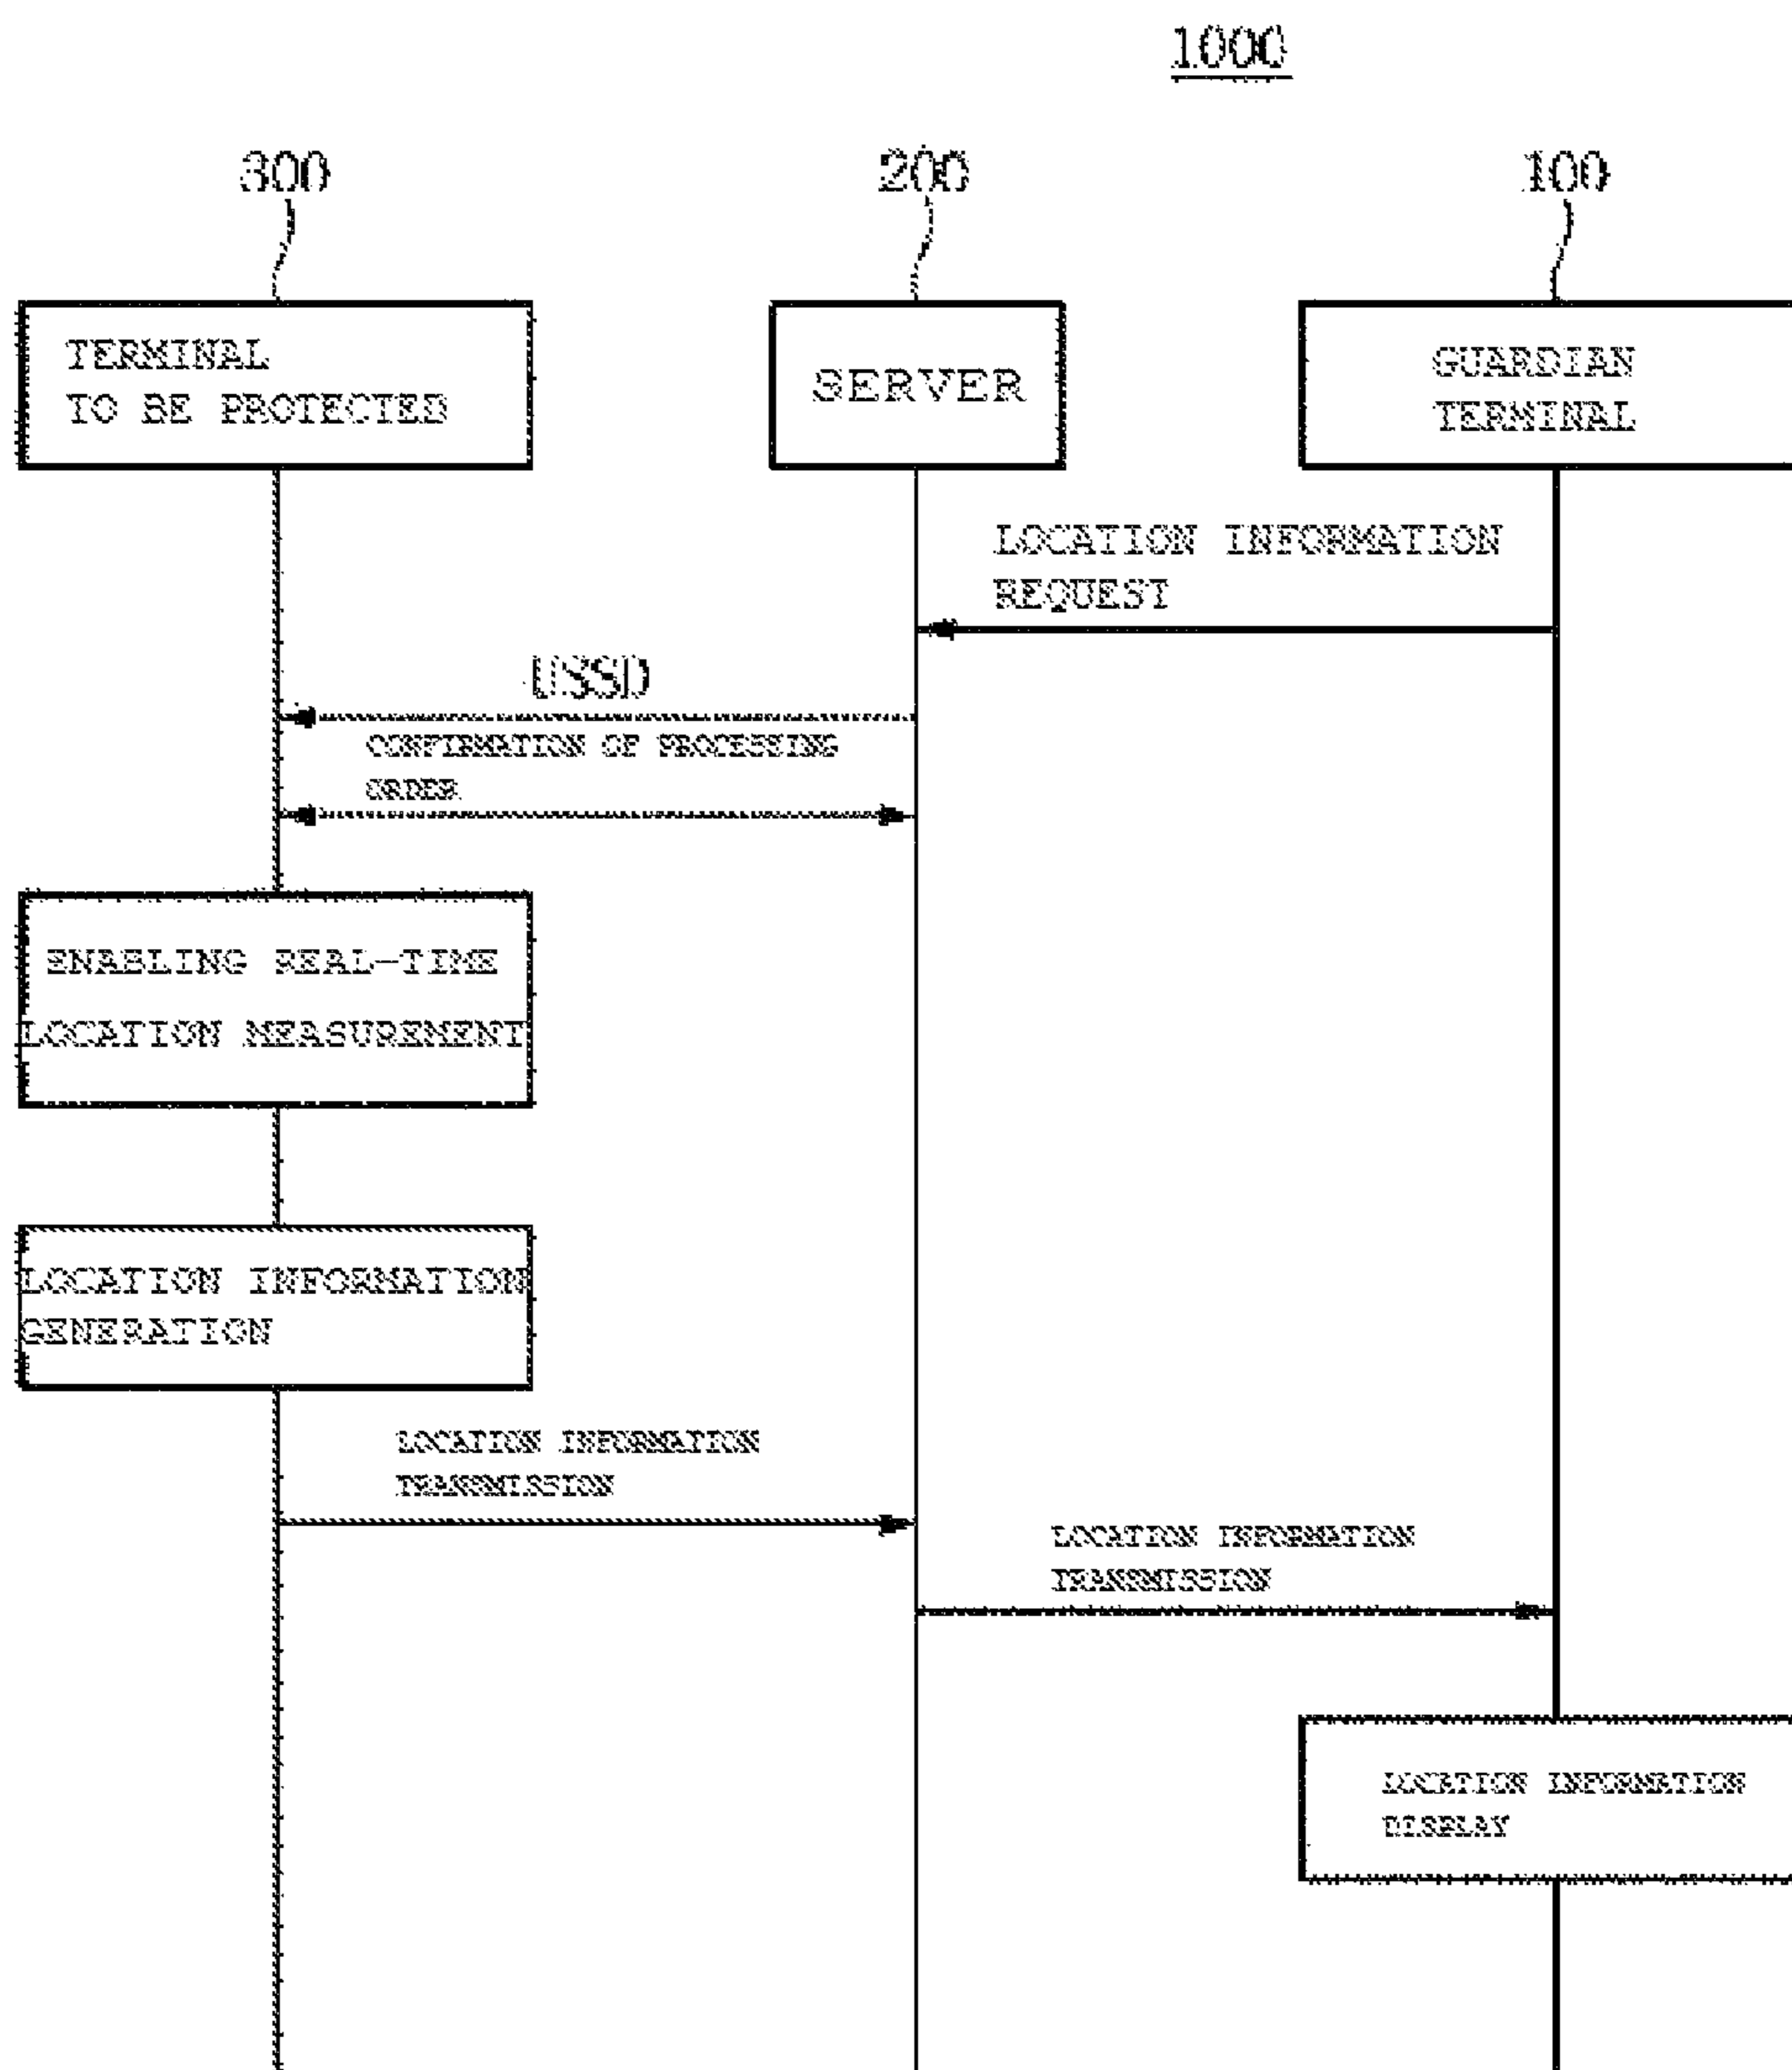 1000
300
200
100
TERMINAL
TO BE PROTECTED
SERVER
GUARDIAN
TERMINAL
LOCATION INFORMATION
REQUEST
USSD
CONFIRMATION OF PROCESSING
ORDER
ENABLING REAL-TIME
LOCATION MEASUREMENT
LOCATION INFORMATION
GENERATION
LOCATION INFORMATION
TRANSMISSION
LOCATION INFORMATION
TRANSMISSION
LOCATION INFORMATION
DISPLAY